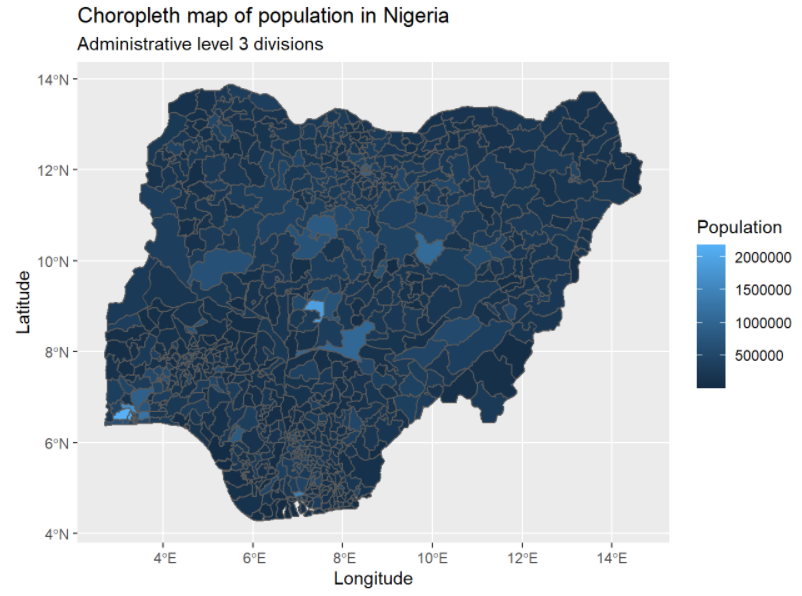 Choropleth map of population in Nigeria
Administrative level 3 divisions
14°N
12°N
10°N
8°N
6°N
4°N
Latitude
4°E 6°E 8°E 10°E 12°E 14°E
Longitude
Population
2000000
1500000
1000000
500000